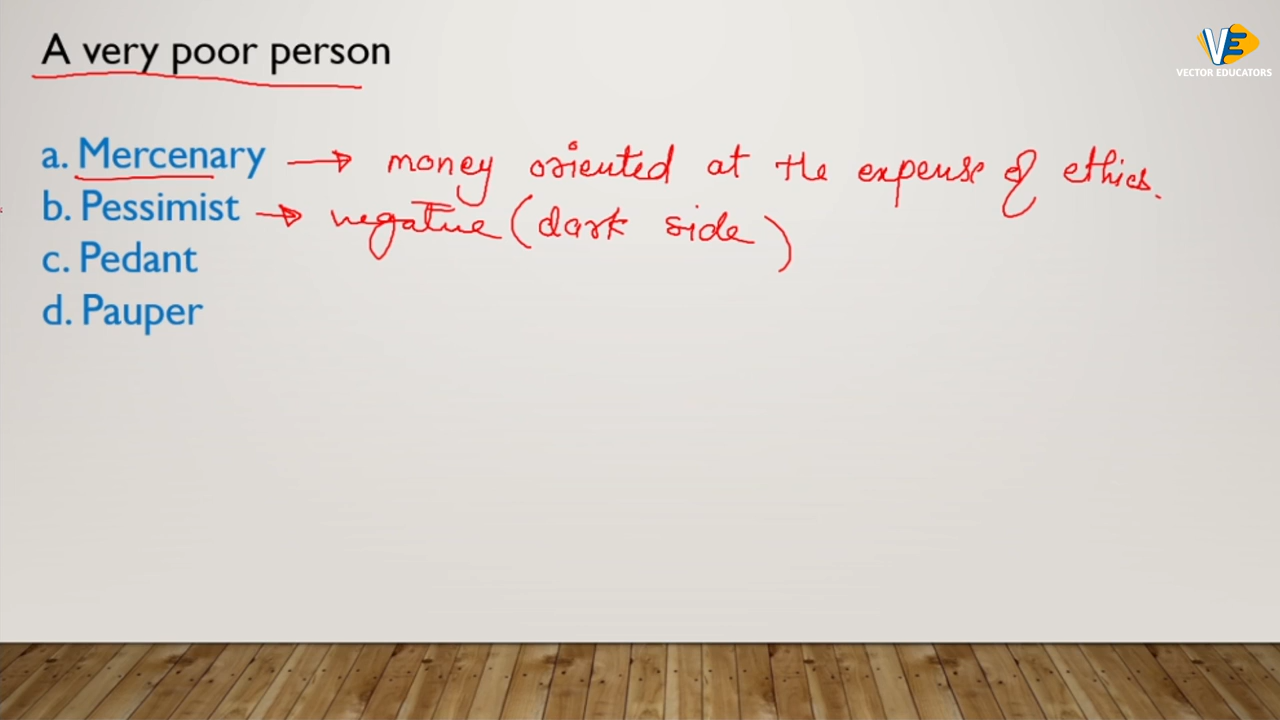 A very poor person
VE
VECTOR EDUCATORS
a. Mercenary → money oriented at the expense of ethics.
b. Pessimist → negative (dark side)
c. Pedant
d. Pauper